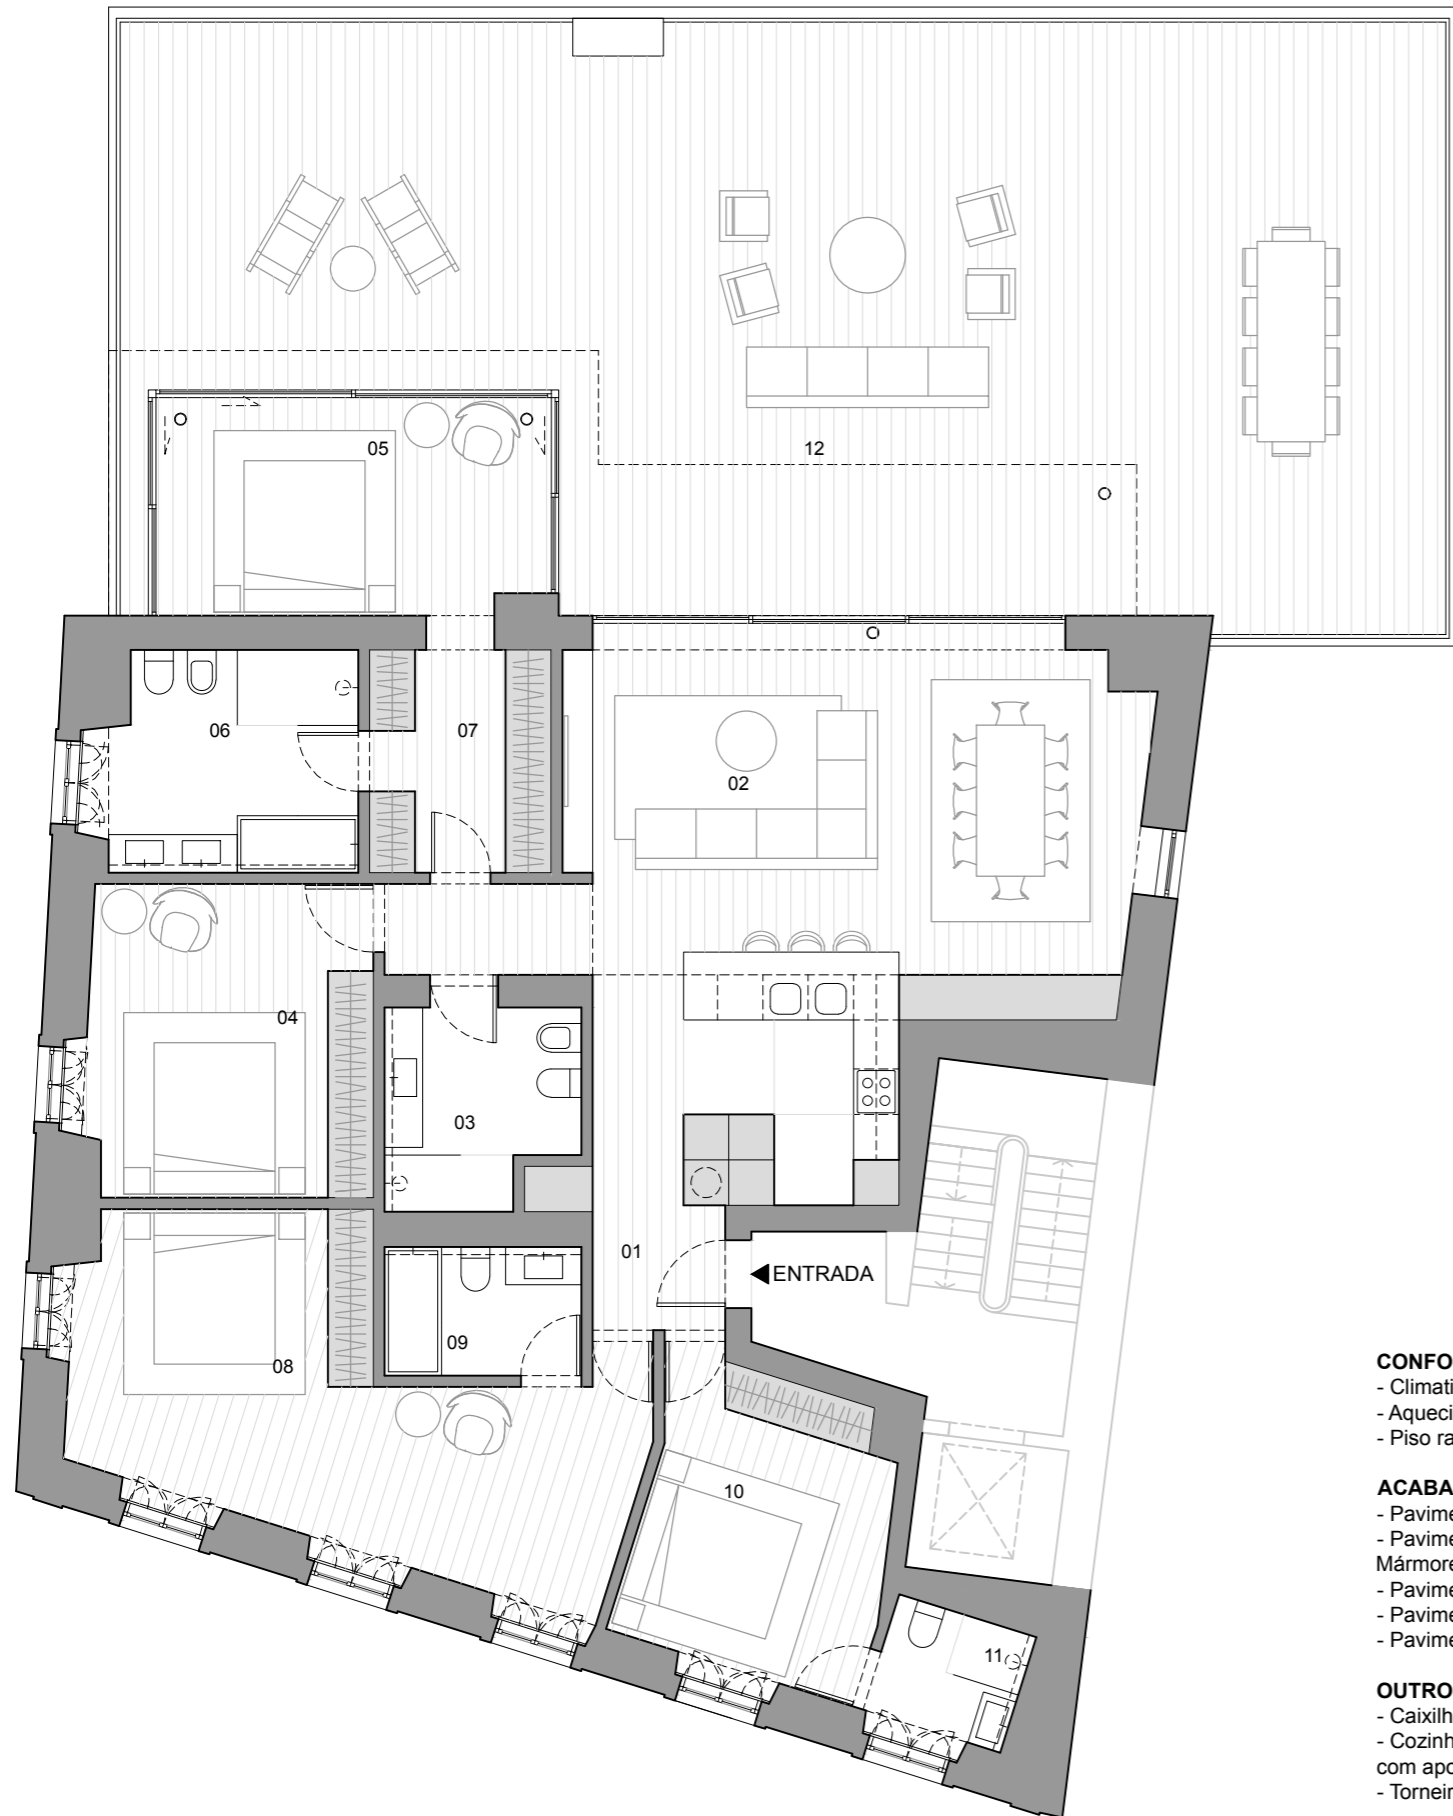 05
12
06
07
02
04
03
01
ENTRADA
09
08
10
11
CONFO
- Climati
- Aqueci
- Piso ra
ACABA
- Pavime
- Pavime
Mármore
- Pavime
- Pavime
- Pavime
OUTRO
- Caixilh
- Cozinh
com apo
- Torneir